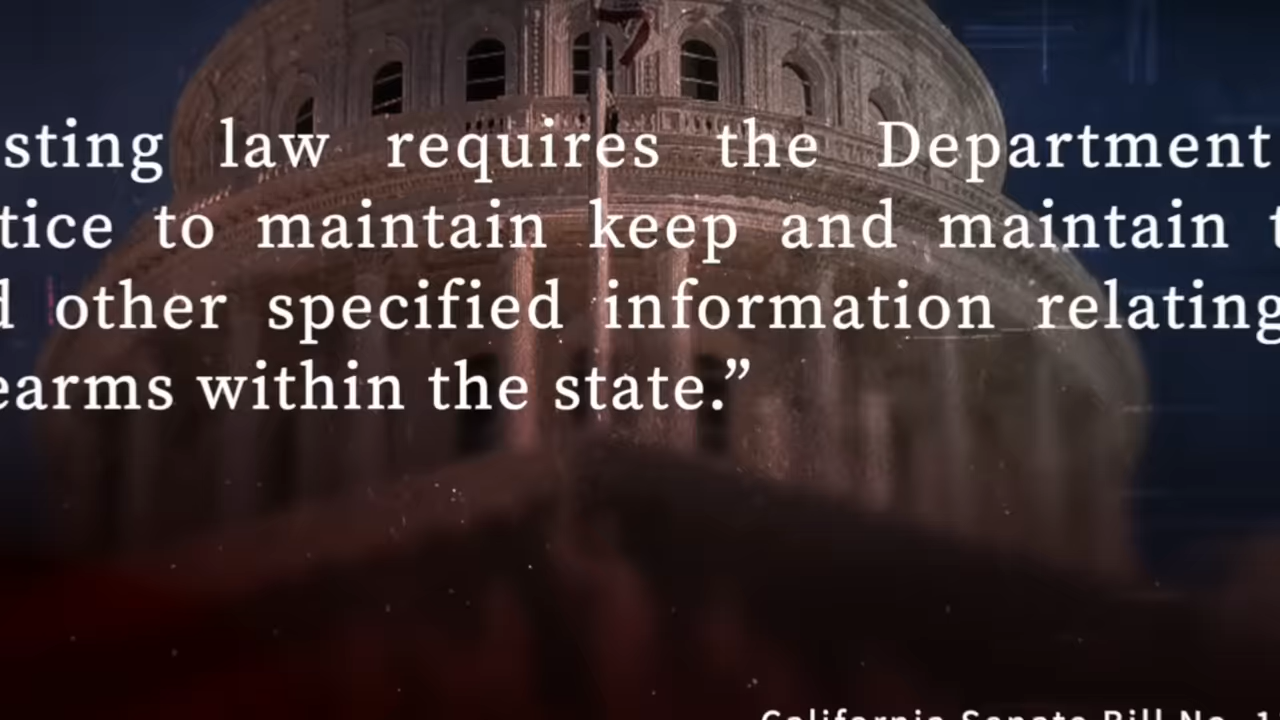 sting law requires the Department
tice to maintain keep and maintain t
d other specified information relating
earms within the state.”
California Senate Bill No. 1